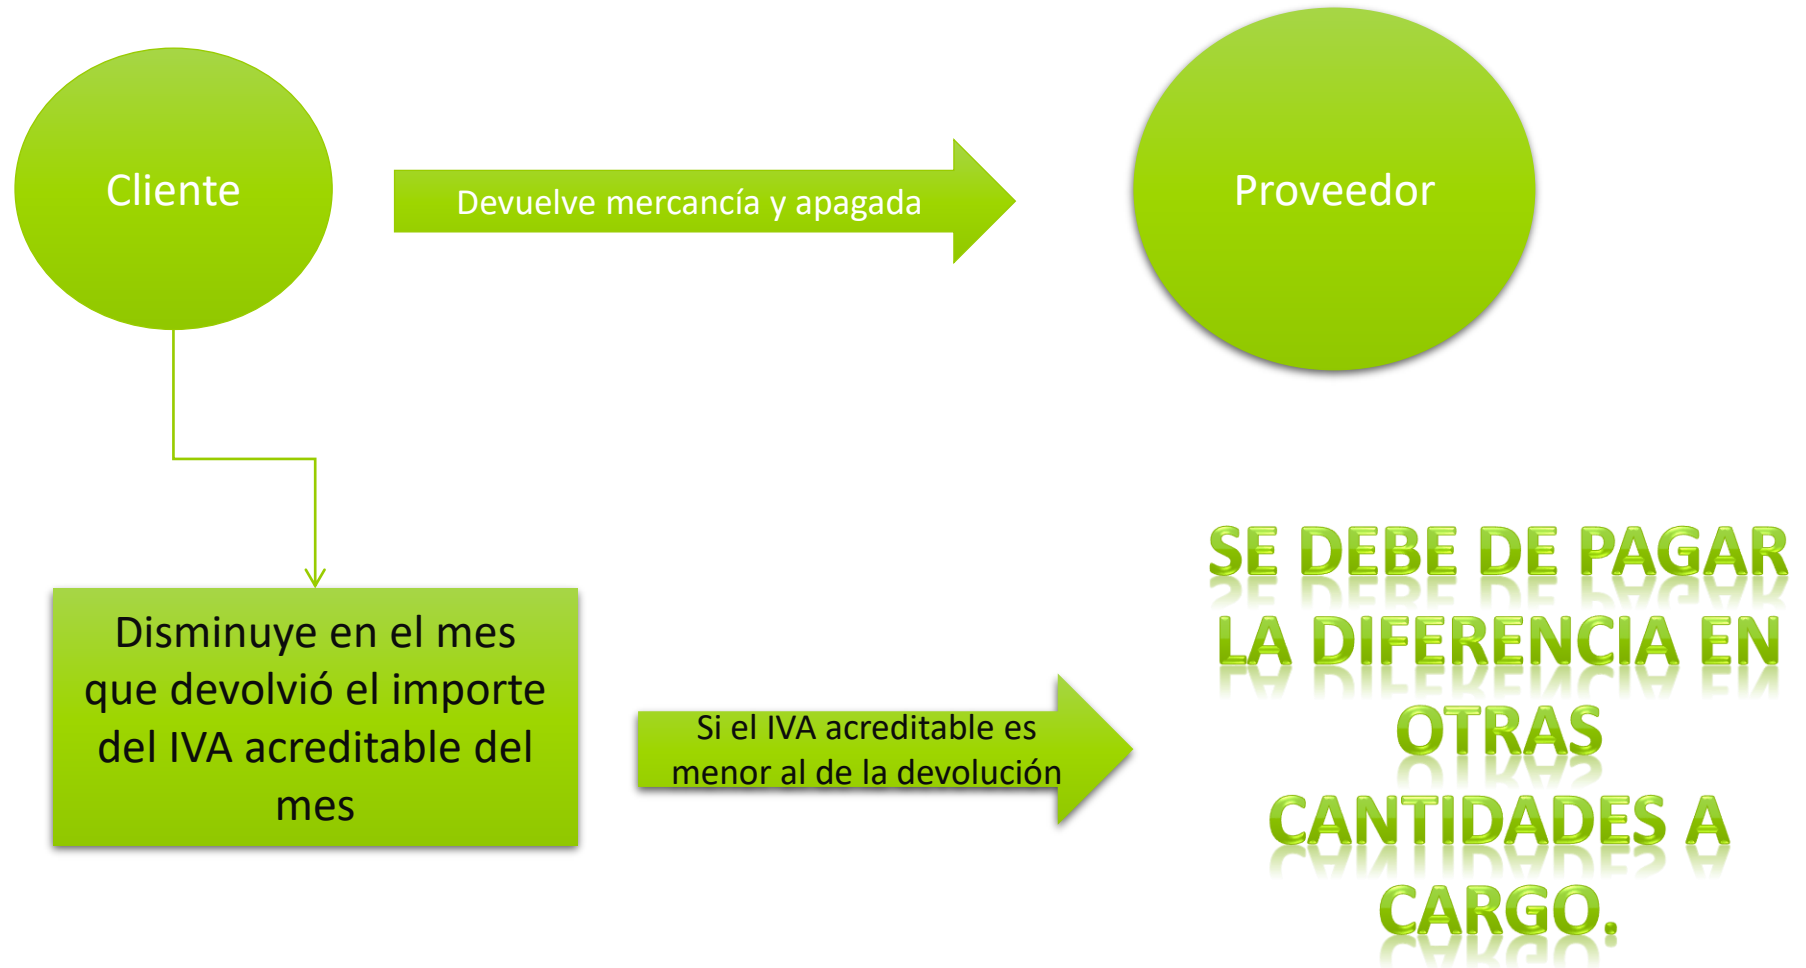 Cliente
Devuelve mercancía y apagada
Proveedor
Disminuye en el mes
que devolvió el importe
del IVA acreditable del
mes
Si el IVA acreditable es
menor al de la devolución
SE DEBE DE PAGAR
LA DIFERENCIA EN
OTRAS
CANTIDADES A
CARGO.